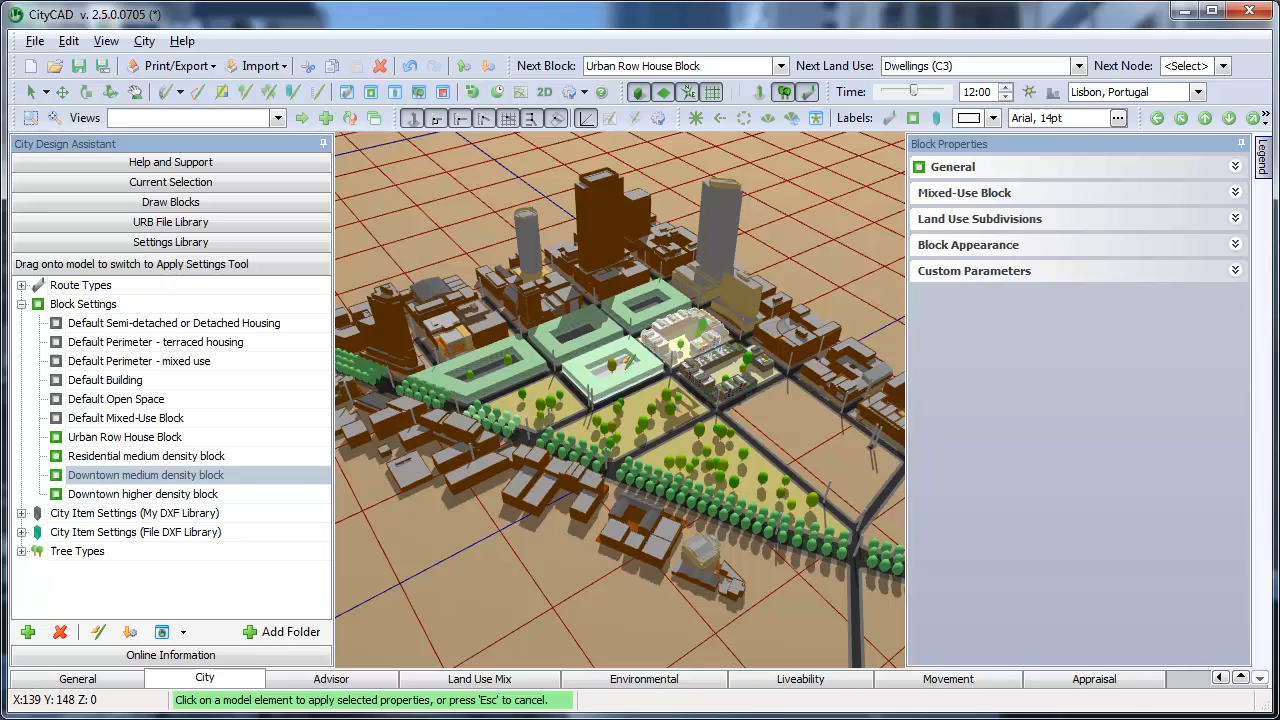 CityCAD v. 2.5.0.0705 (*)
File Edit View City Help
Print/Export Import Next Block: Urban Row House Block Next Land Use: Dwellings (C3) Next Node: <Select>
2D Time: 12:00 Lisbon, Portugal
Views Labels: Arial, 14pt ...
City Design Assistant
Help and Support
Current Selection
Draw Blocks
URB File Library
Settings Library
Drag onto model to switch to Apply Settings Tool
Route Types
Block Settings
Default Semi-detached or Detached Housing
Default Perimeter - terraced housing
Default Perimeter - mixed use
Default Building
Default Open Space
Default Mixed-Use Block
Urban Row House Block
Residential medium density block
Downtown medium density block
Downtown higher density block
City Item Settings (My DXF Library)
City Item Settings (File DXF Library)
Tree Types
Add Folder
Online Information
Block Properties
General
Mixed-Use Block
Land Use Subdivisions
Block Appearance
Custom Parameters
Legend
General City Advisor Land Use Mix Environmental Liveability Movement Appraisal
X:139 Y: 148 Z: 0 Click on a model element to apply selected properties, or press 'Esc' to cancel.